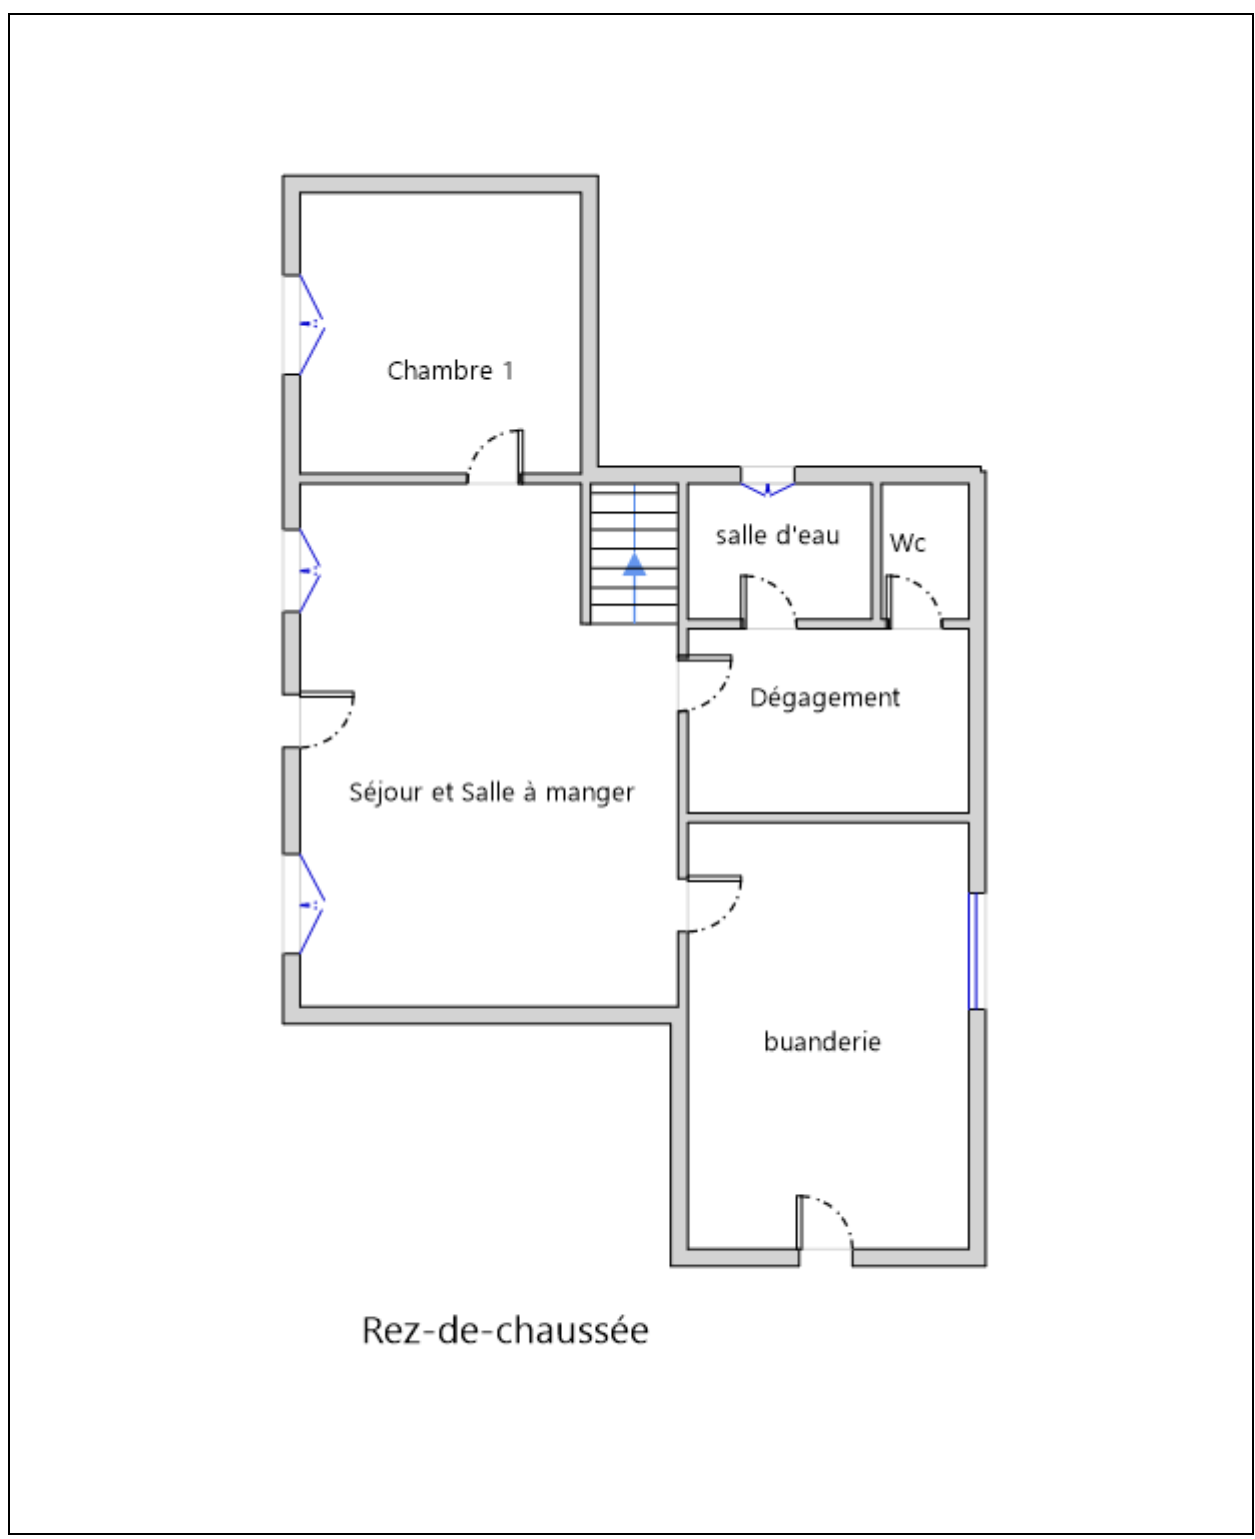 Chambre 1
salle d'eau
Wc
Dégagement
Séjour et Salle à manger
buanderie
Rez-de-chaussée